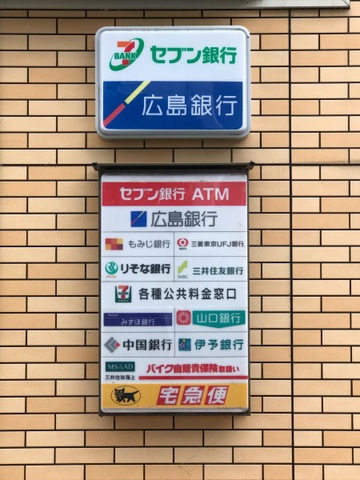 7 BANK セブン銀行
広島銀行
セブン銀行 ATM
広島銀行
もみじ銀行 三菱東京UFJ銀行
りそな銀行 三井住友銀行
各種公共料金窓口
みずほ銀行 山口銀行
中国銀行 伊予銀行
MS&AD バイク自賠責保険取扱い
三井住友海上
宅急便